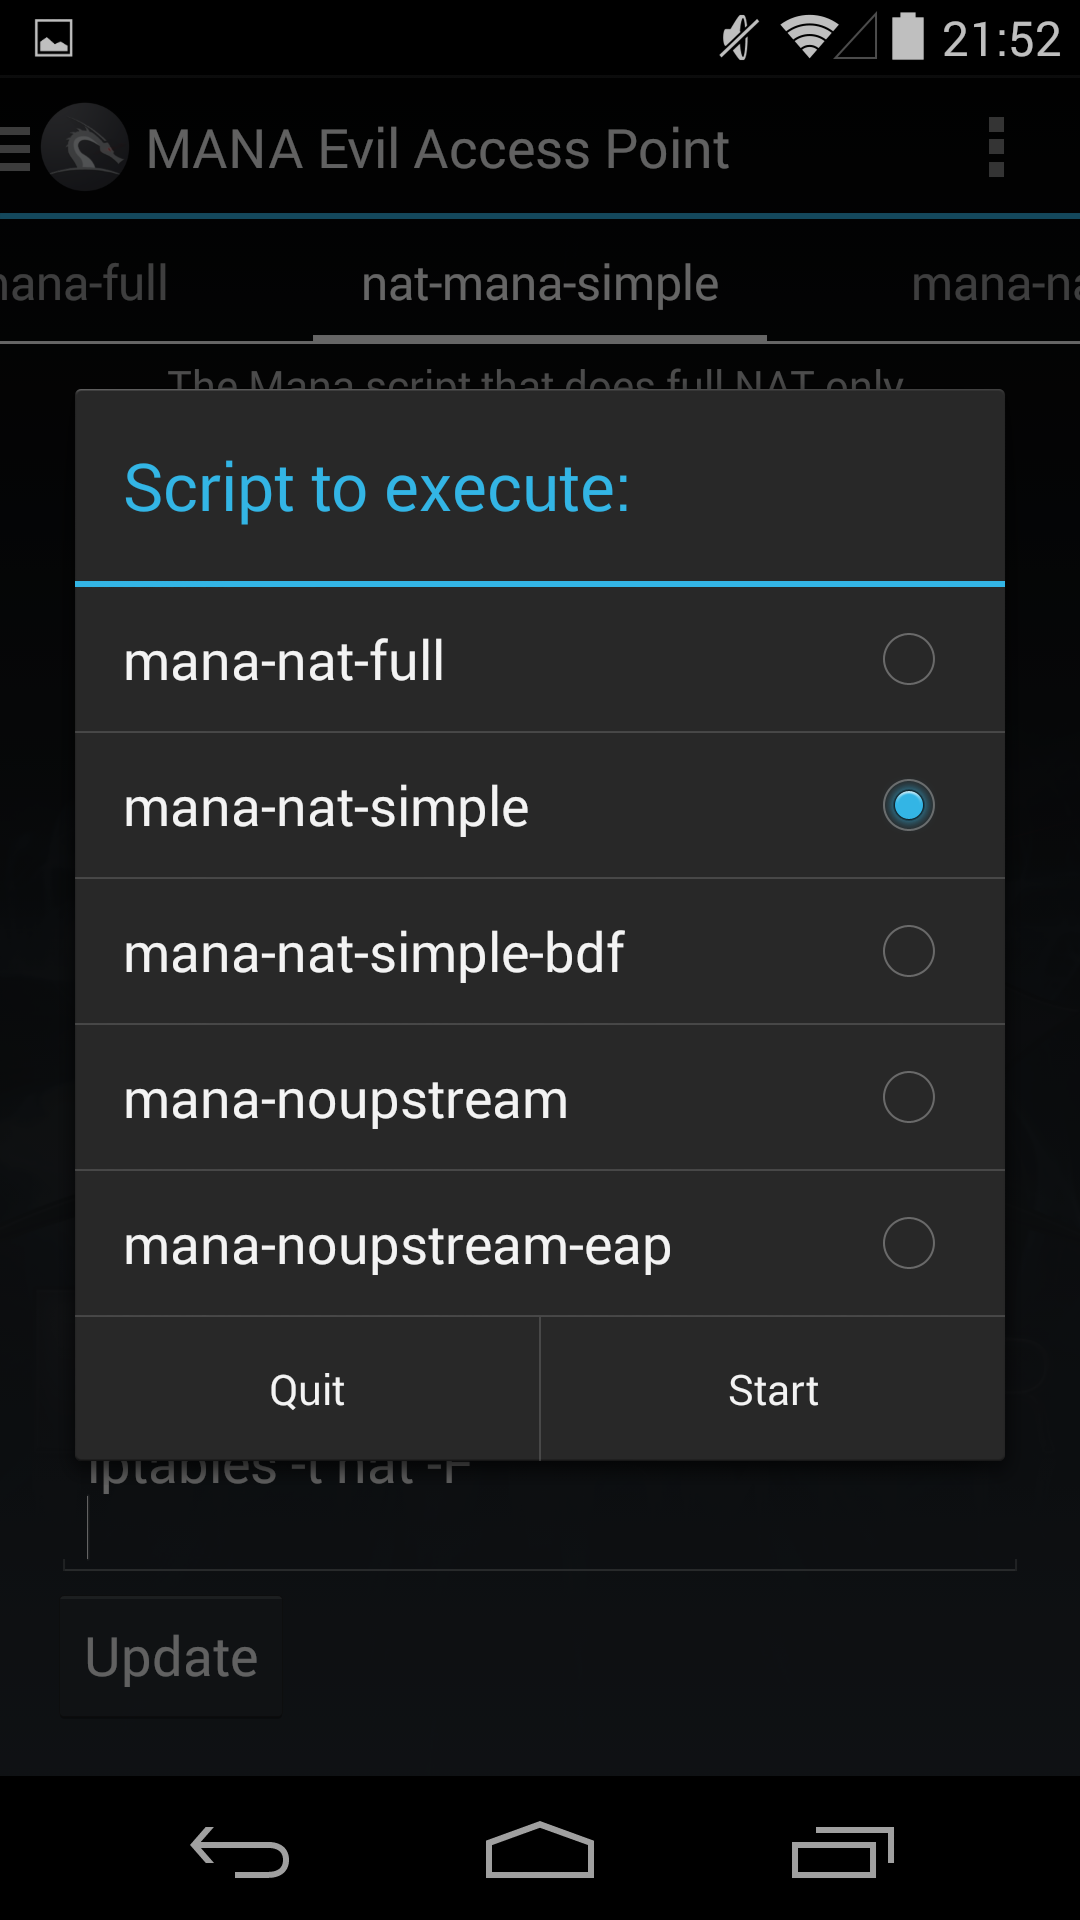 21:52
MANA Evil Access Point
mana-full nat-mana-simple mana-na
The Mana script that does full NAT only
Script to execute:
mana-nat-full
mana-nat-simple
mana-nat-simple-bdf
mana-noupstream
mana-noupstream-eap
Quit Start
iptables -t nat -F
Update